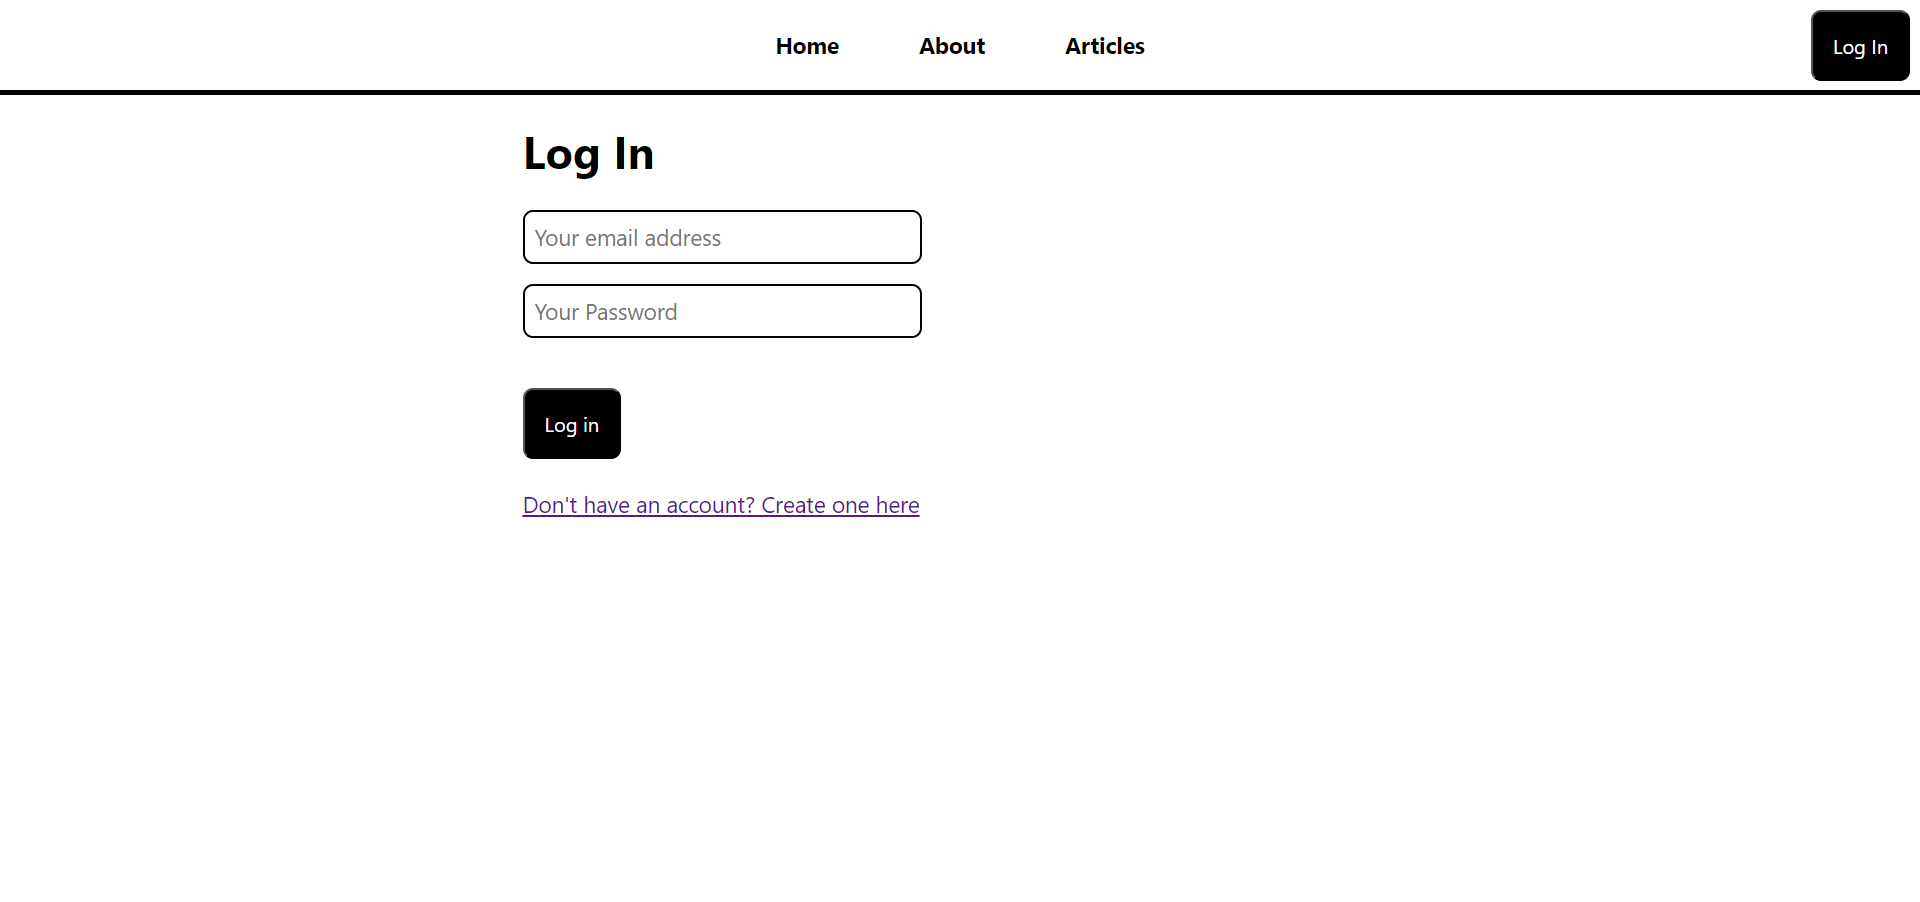 Home About Articles Log In
Log In
Your email address
Your Password
Log in
Don't have an account? Create one here